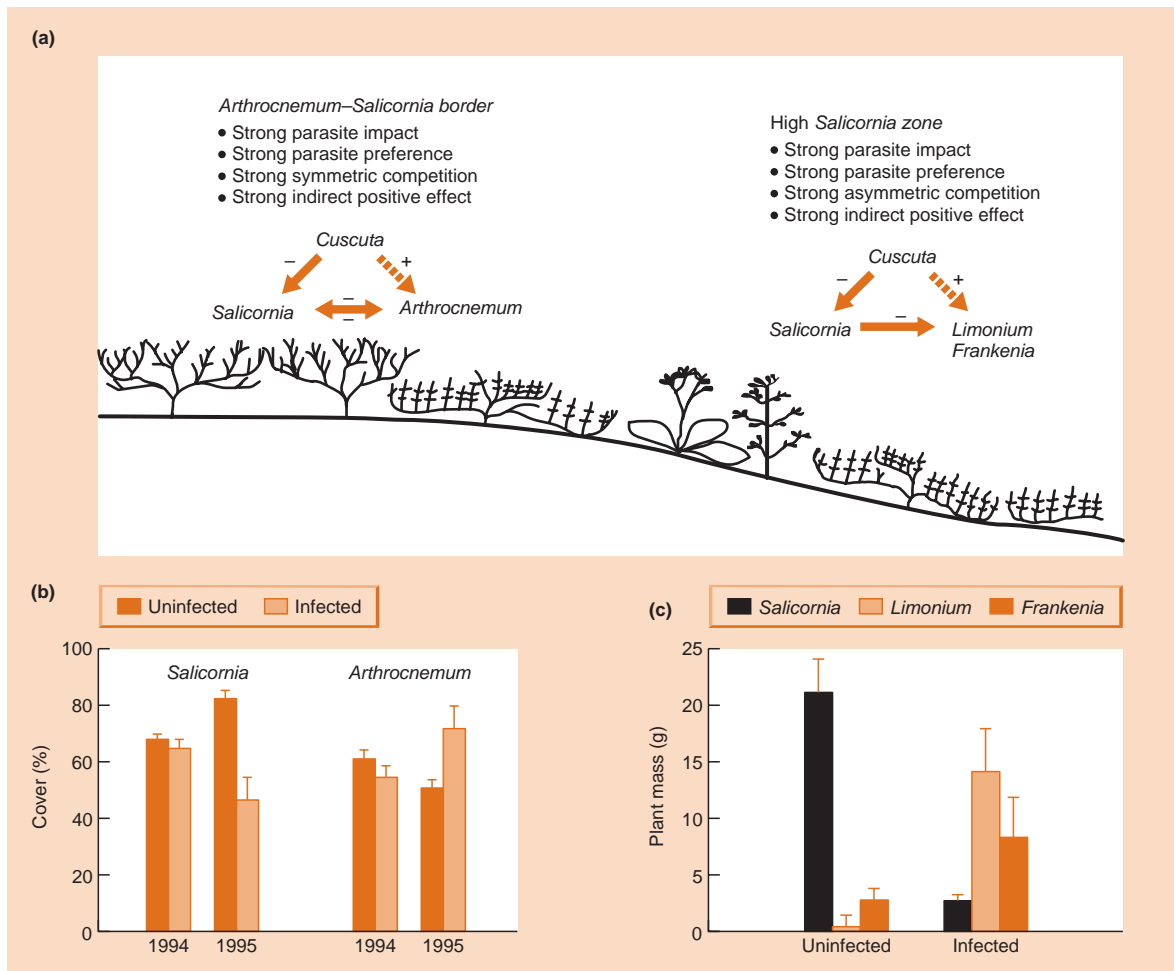 (a)
Arthrocnemum–Salicornia border
• Strong parasite impact
• Strong parasite preference
• Strong symmetric competition
• Strong indirect positive effect
Cuscuta
– +
Salicornia – Arthrocnemum
–
High Salicornia zone
• Strong parasite impact
• Strong parasite preference
• Strong asymmetric competition
• Strong indirect positive effect
Cuscuta
– +
–
Salicornia Limonium
Frankenia
(b)
Uninfected Infected
100
80
60
40
20
0
Cover (%)
Salicornia Arthrocnemum
1994 1995 1994 1995
(c)
Salicornia Limonium Frankenia
25
20
15
10
5
0
Plant mass (g)
Uninfected Infected